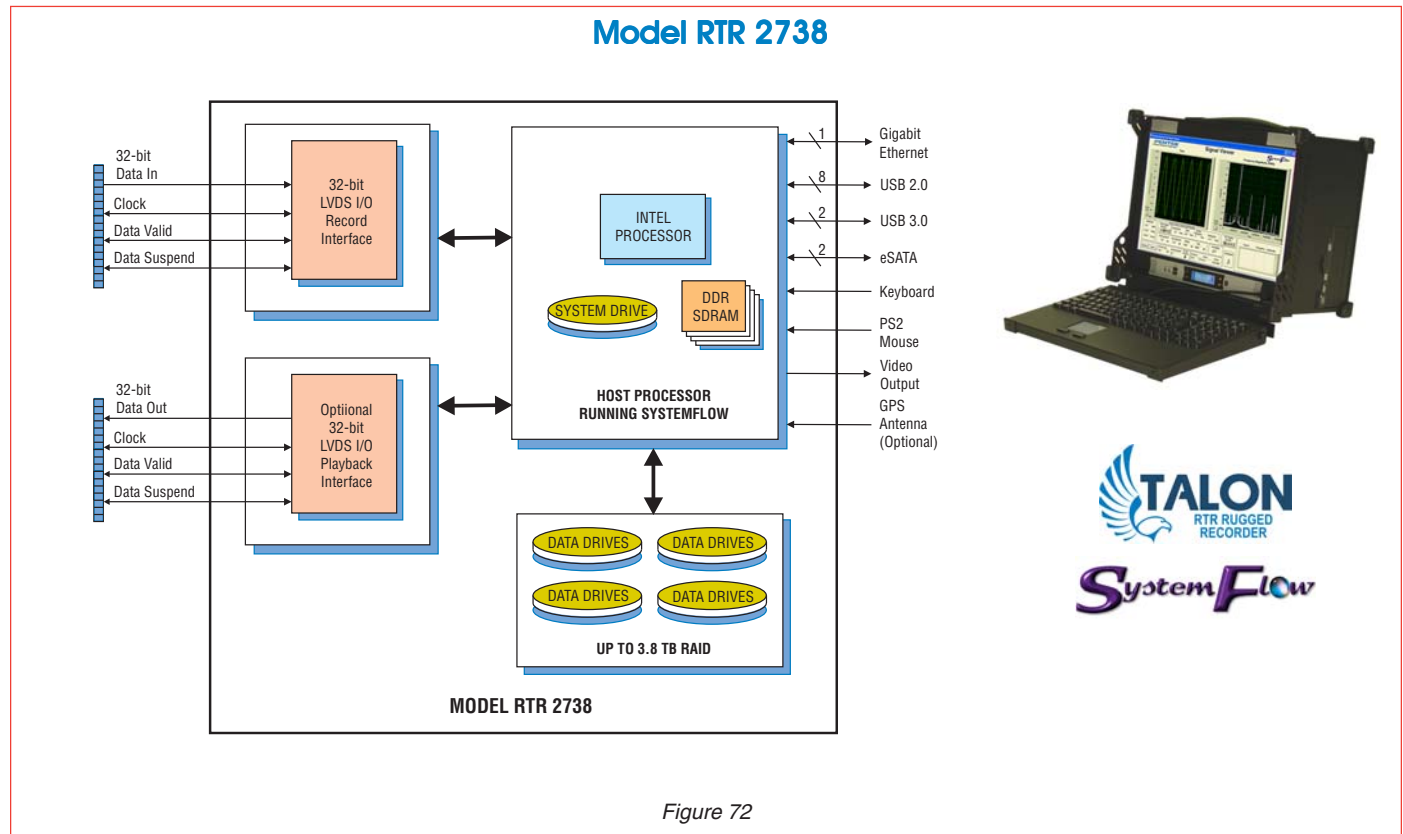 Model RTR 2738
32-bit
Data In
Clock
Data Valid
Data Suspend
32-bit
LVDS I/O
Record
Interface
32-bit
Data Out
Clock
Data Valid
Data Suspend
Optiional
32-bit
LVDS I/O
Playback
Interface
INTEL
PROCESSOR
SYSTEM DRIVE
DDR
SDRAM
HOST PROCESSOR
RUNNING SYSTEMFLOW
1
Gigabit
Ethernet
8
USB 2.0
2
USB 3.0
2
eSATA
Keyboard
PS2
Mouse
Video
Output
GPS
Antenna
(Optional)
DATA DRIVES
DATA DRIVES
DATA DRIVES
DATA DRIVES
UP TO 3.8 TB RAID
MODEL RTR 2738
PENTEK
Signal Viewer
SystemFlow
TALON
RTR RUGGED
RECORDER
SystemFlow
Figure 72